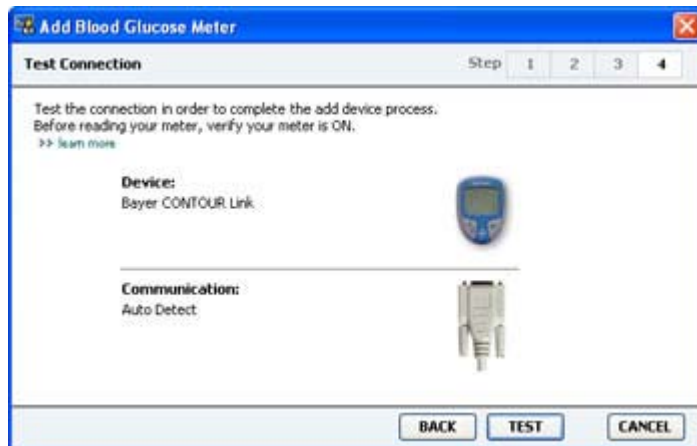 Add Blood Glucose Meter
Test Connection
Step 1 2 3 4
Test the connection in order to complete the add device process.
Before reading your meter, verify your meter is ON.
>> learn more
Device:
Bayer CONTOUR Link
Communication:
Auto Detect
BACK TEST CANCEL